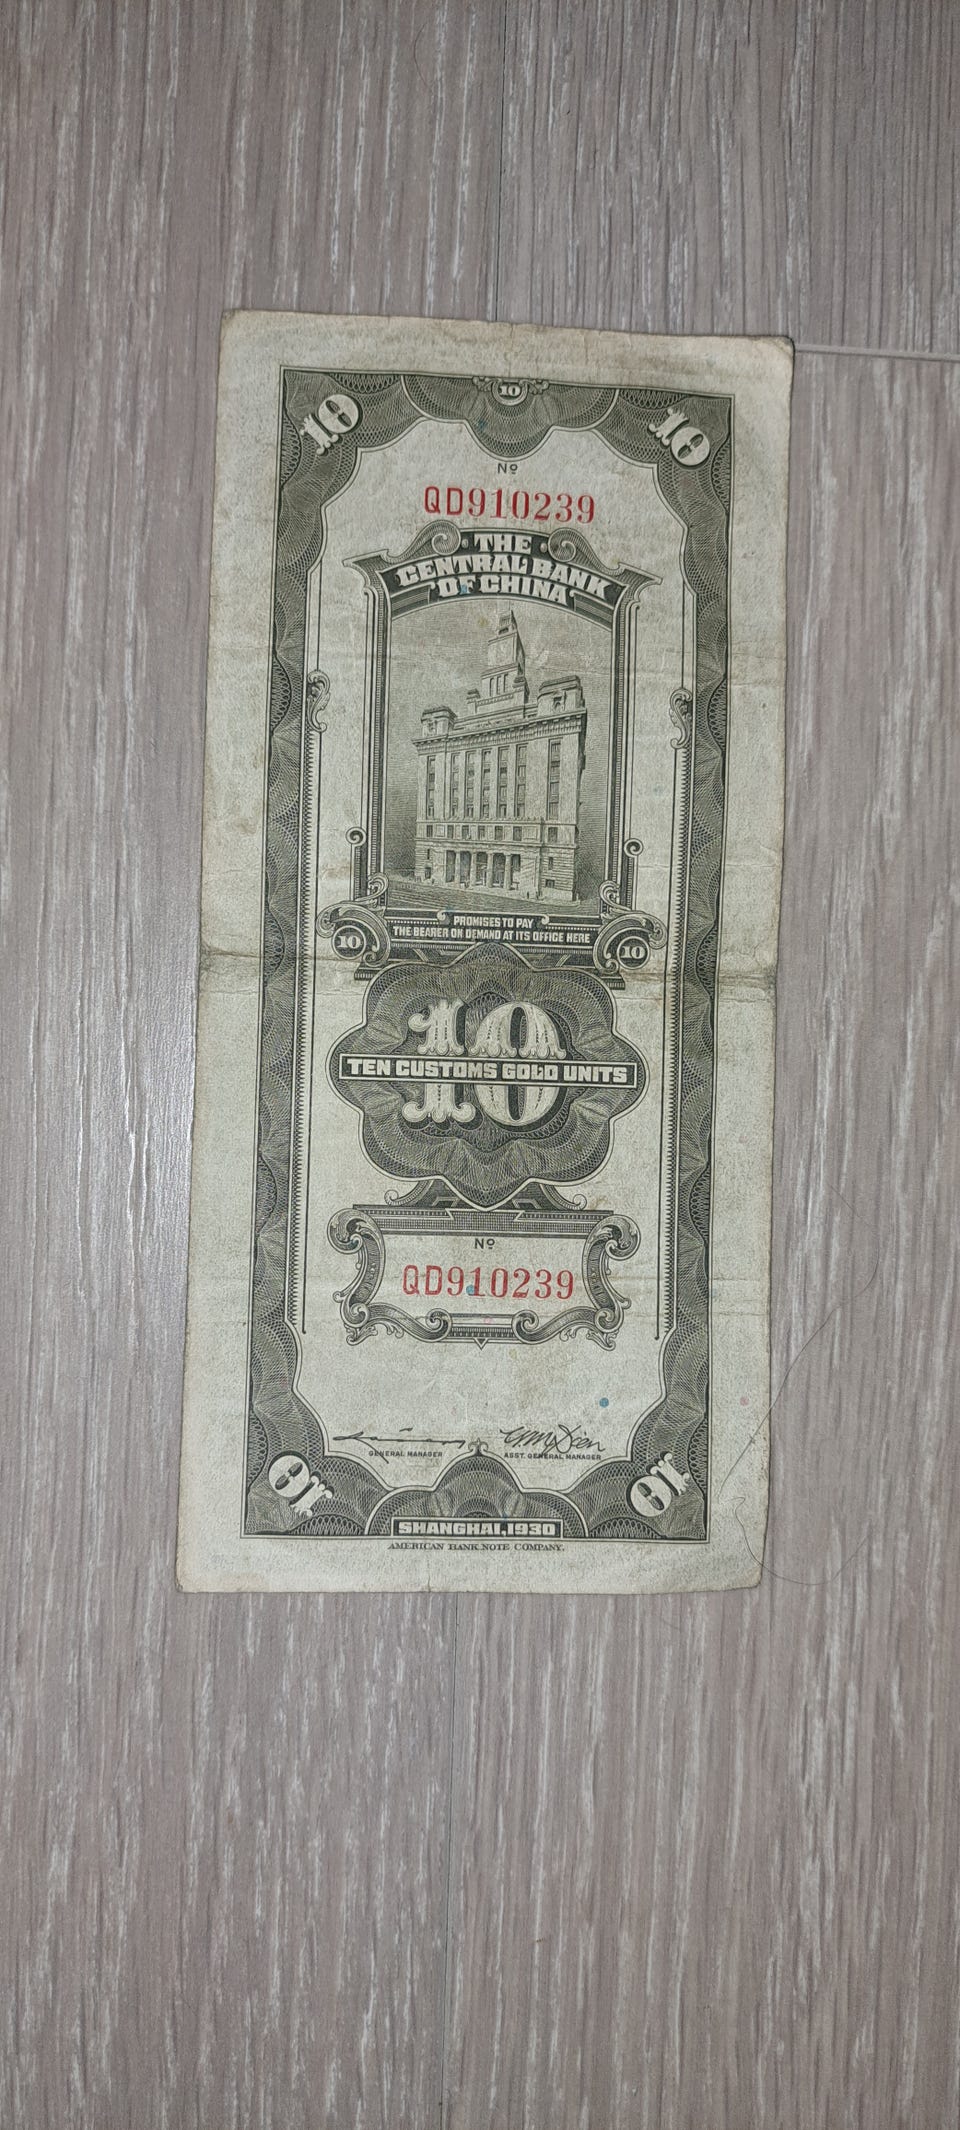 10
10
10
Nº
QD910239
THE
CENTRAL BANK
OF CHINA
PROMISES TO PAY
THE BEARER ON DEMAND AT ITS OFFICE HERE
10
10
10
TEN CUSTOMS GOLD UNITS
Nº
QD910239
GENERAL MANAGER
ASST. GENERAL MANAGER
10
10
SHANGHAI, 1930
AMERICAN BANK NOTE COMPANY.